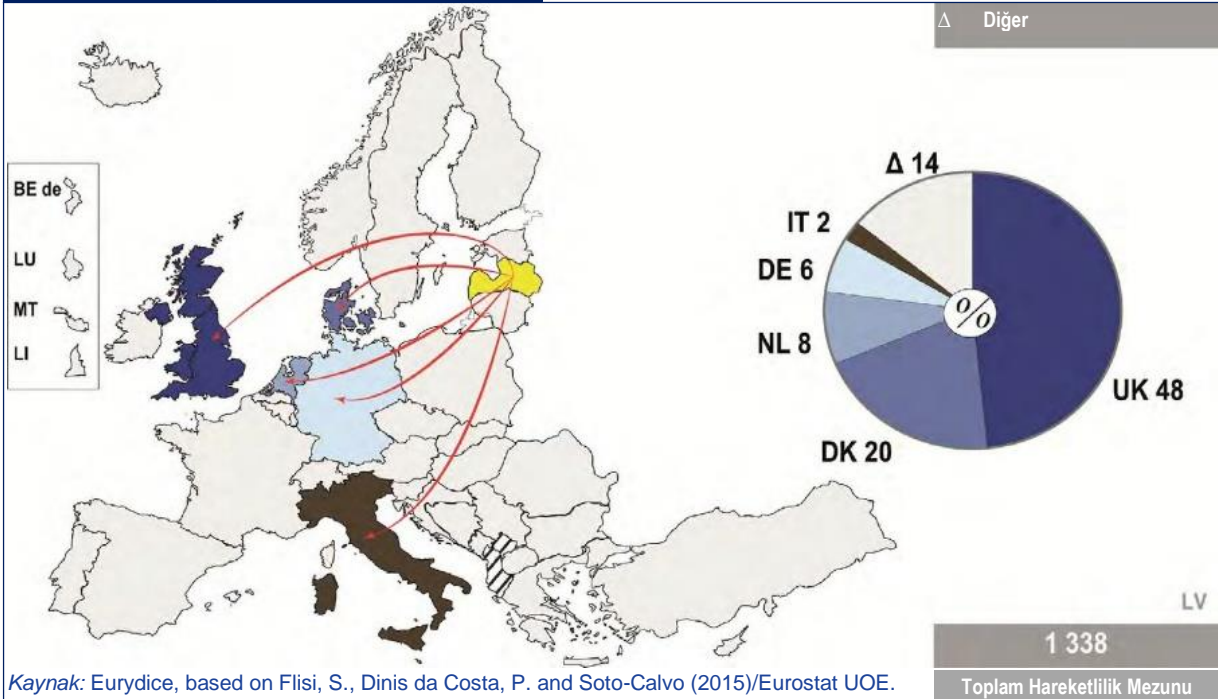 Δ Diğer
BE de
LU
MT
LI
Δ 14
IT 2
DE 6
NL 8
DK 20
UK 48
%
LV
1 338
Toplam Hareketlilik Mezunu
Kaynak: Eurydice, based on Flisi, S., Dinis da Costa, P. and Soto-Calvo (2015)/Eurostat UOE.